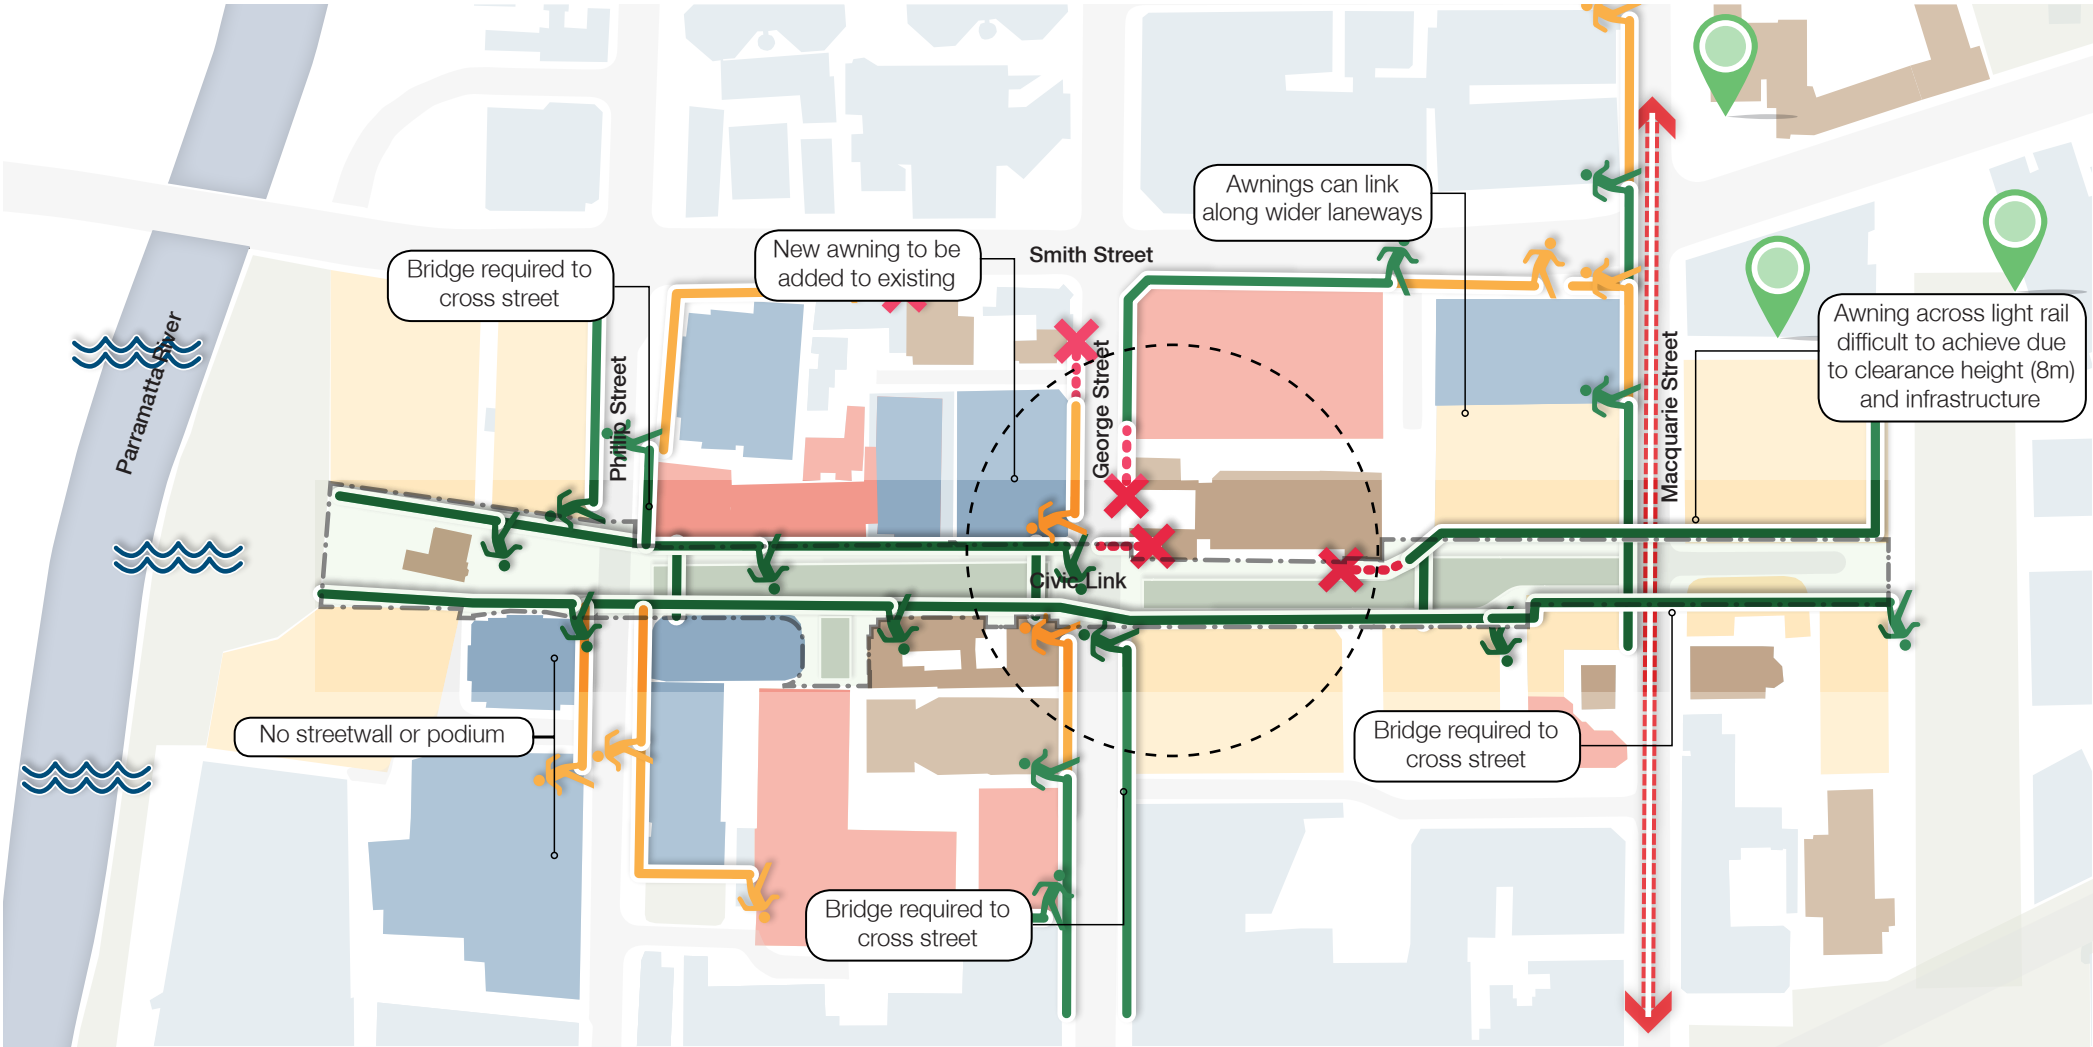 Awnings can link
along wider laneways
Smith Street
New awning to be
added to existing
Bridge required to
cross street
Awning across light rail
difficult to achieve due
to clearance height (8m)
and infrastructure
Parramatta River
Phillip Street
George Street
Macquarie Street
Civic Link
No streetwall or podium
Bridge required to
cross street
Bridge required to
cross street